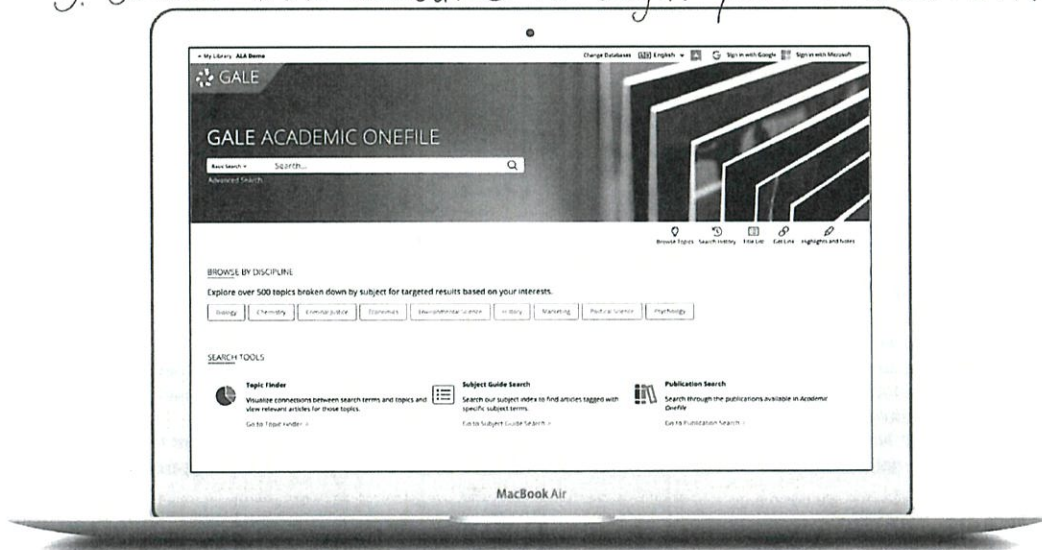 My Library ALA Demo
Change Databases English Sign in with Google Sign in with Microsoft
GALE
GALE ACADEMIC ONEFILE
Basic Search Search...
Advanced Search
Browse Topics Search History Title List Get Link Highlights and Notes
BROWSE BY DISCIPLINE
Explore over 500 topics broken down by subject for targeted results based on your interests.
Biology Chemistry Criminal Justice Economics Environmental Science History Marketing Political Science Psychology
SEARCH TOOLS
Topic Finder
Visualize connections between search terms and topics and
view relevant articles for those topics.
Go to Topic Finder >
Subject Guide Search
Search our subject index to find articles tagged with
specific subject terms.
Go to Subject Guide Search >
Publication Search
Search through the publications available in Academic
OneFile
Go to Publication Search >
MacBook Air